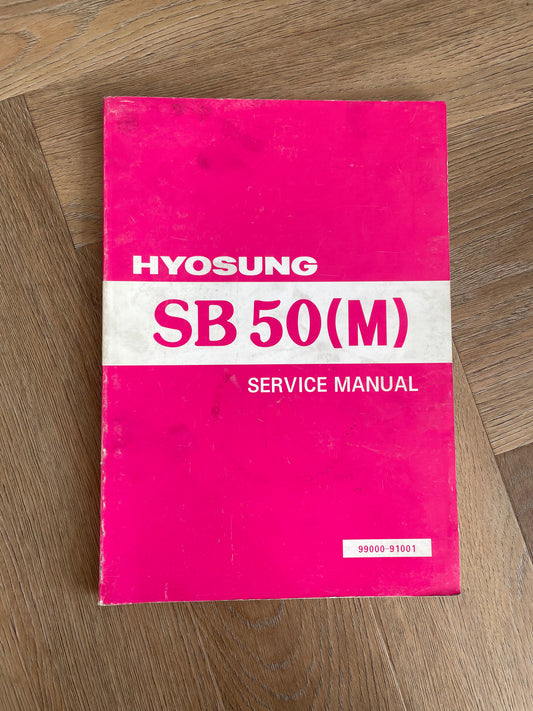 HYOSUNG
SB 50(M)
SERVICE MANUAL
99000-91001